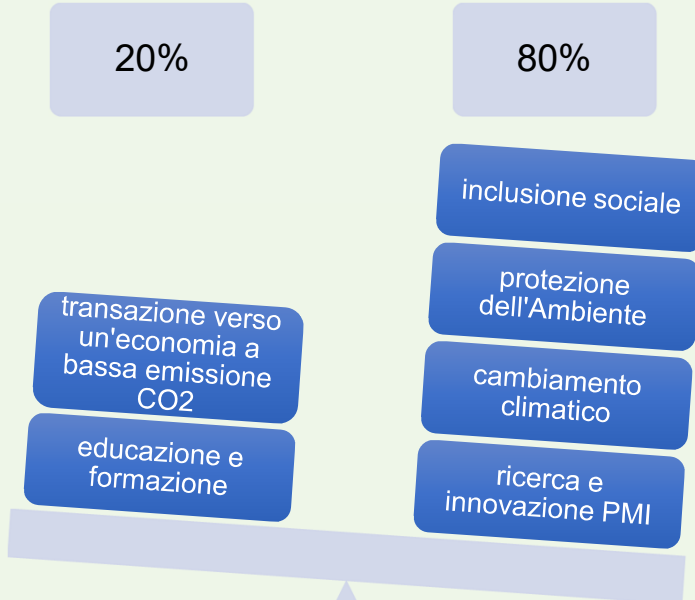 20%
80%
inclusione sociale
protezione
dell'Ambiente
cambiamento
climatico
ricerca e
innovazione PMI
transazione verso
un'economia a
bassa emissione
CO2
educazione e
formazione